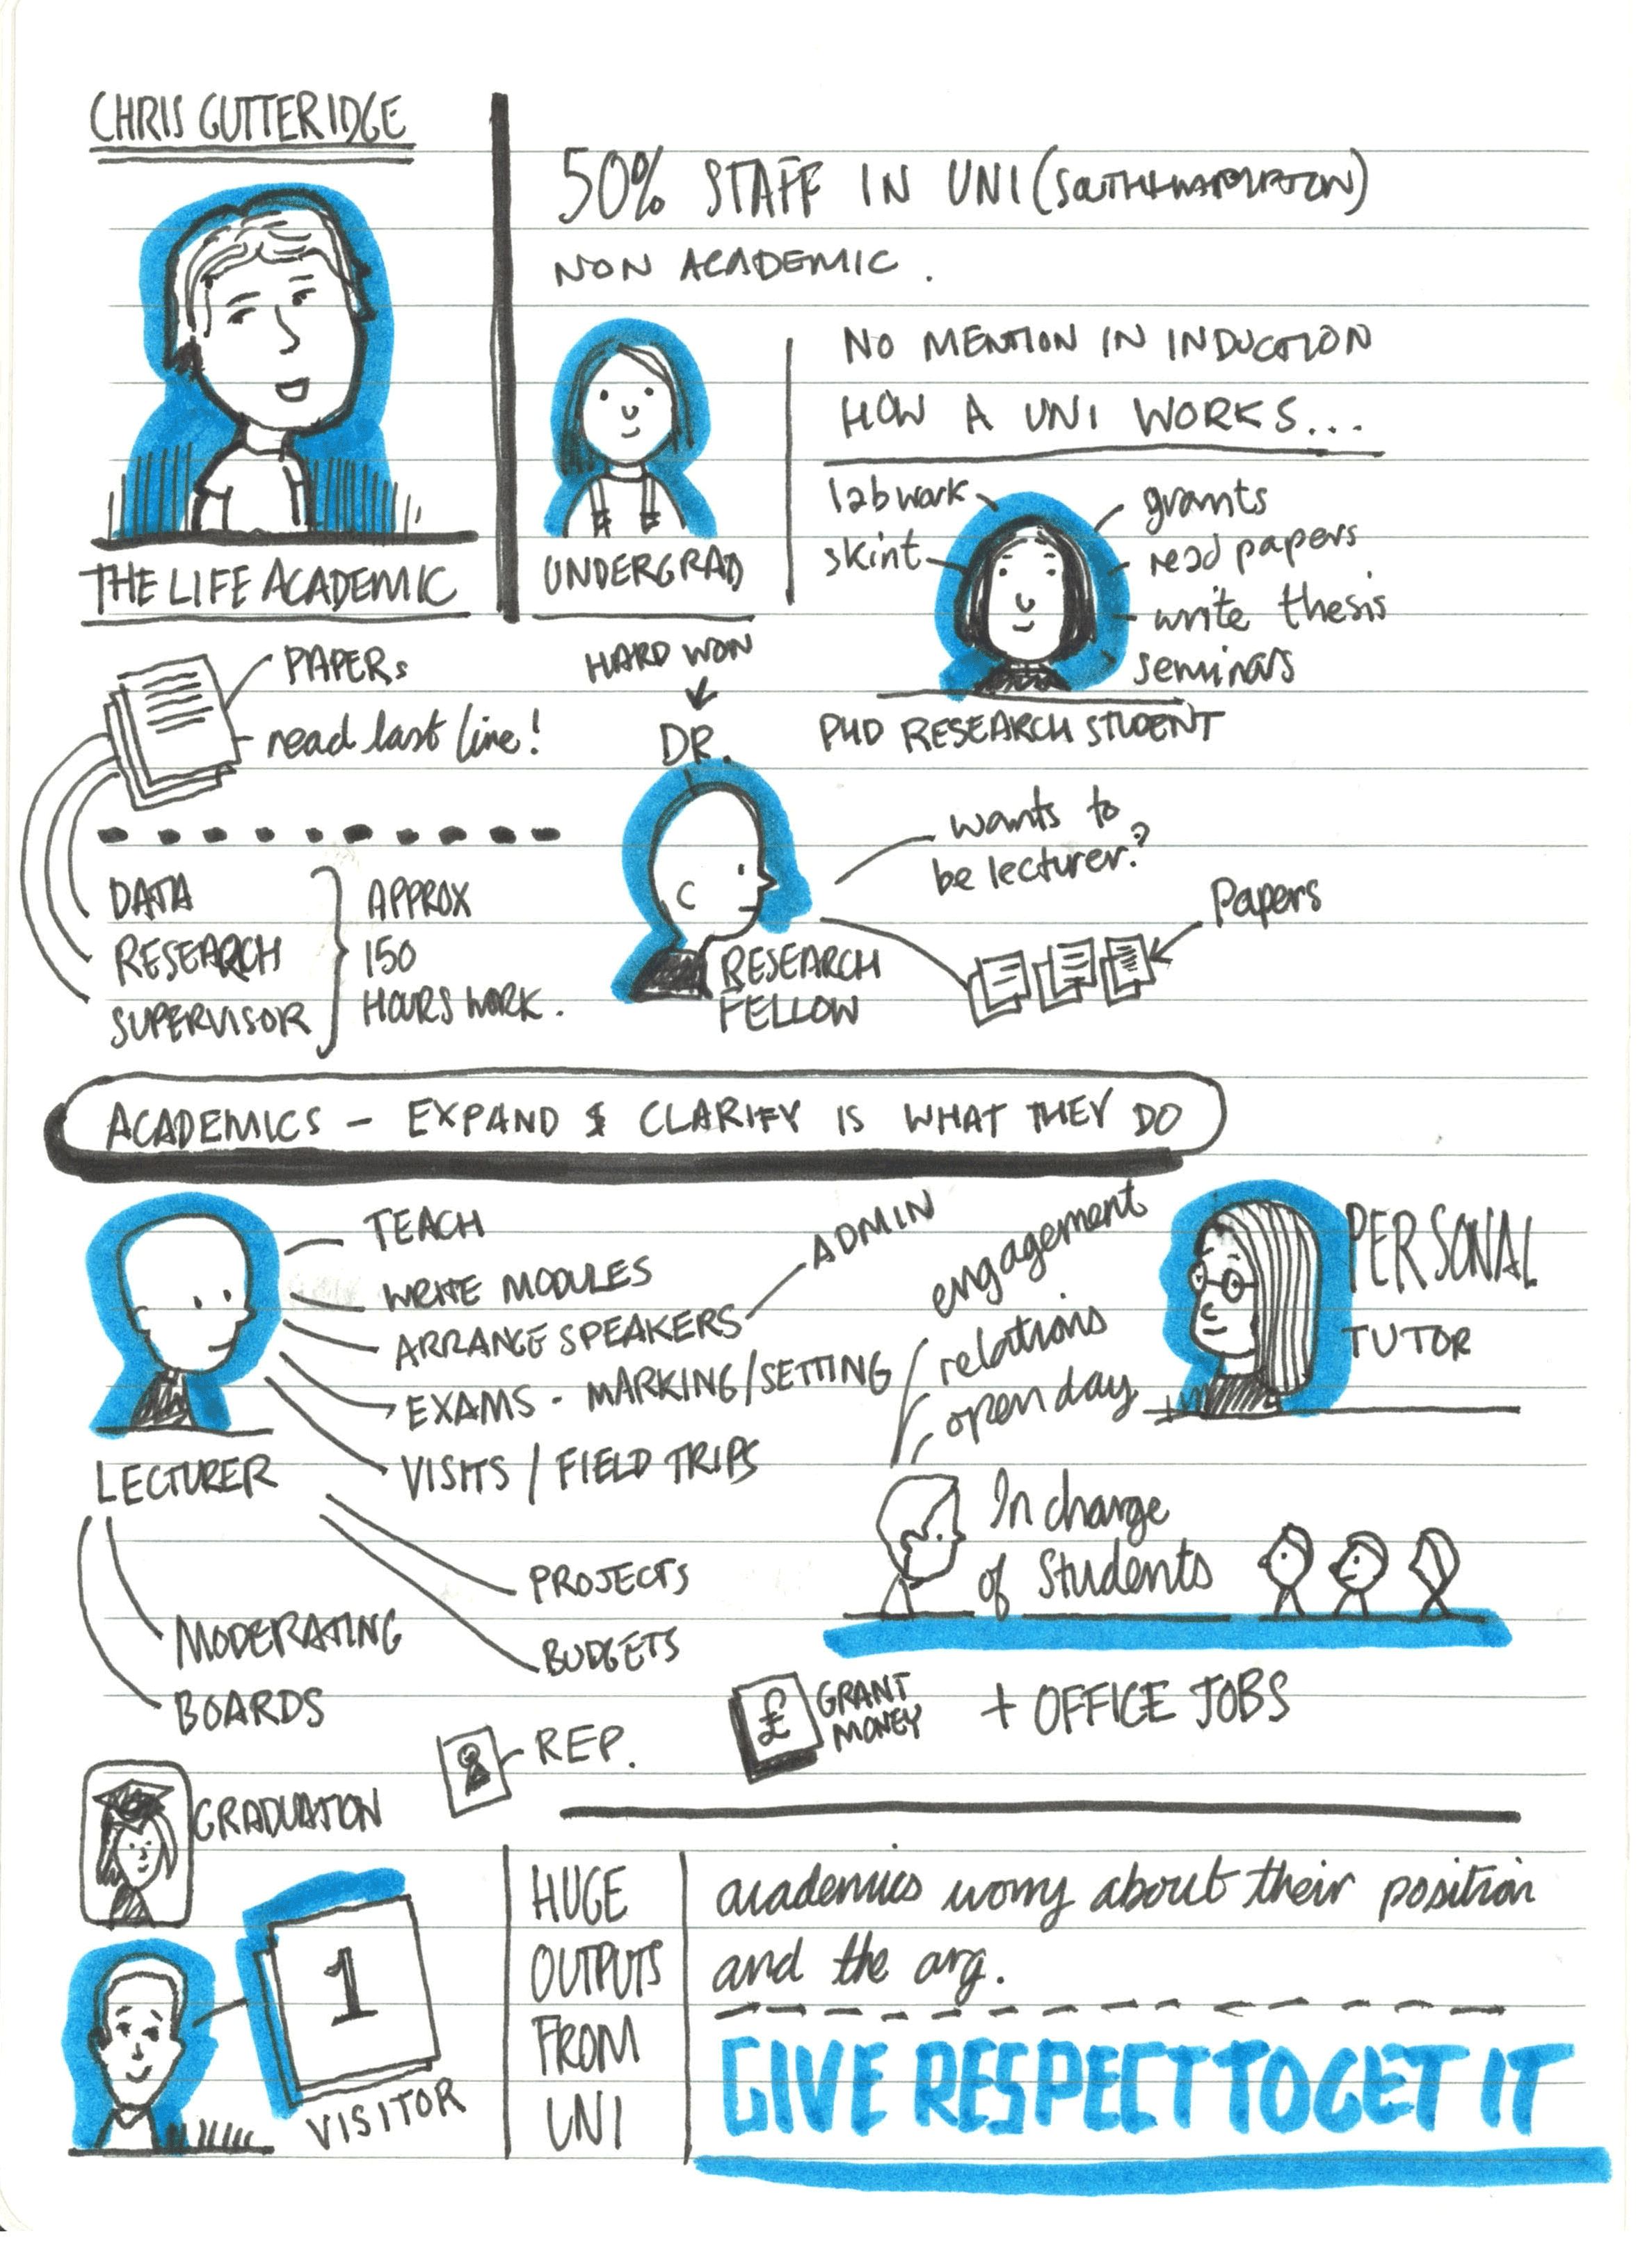 CHRIS GUTTERIDGE
THE LIFE ACADEMIC
50% STAFF IN UNI (SOUTHHAMPTON)
NON ACADEMIC.
UNDERGRAD
NO MENTION IN INDUCTION
HOW A UNI WORKS...
lab work
skint
grants
read papers
write thesis
seminars
PHD RESEARCH STUDENT
HARD WON
DR.
PAPERS
read last line!
DATA
RESEARCH
SUPERVISOR
APPROX
150
HOURS WORK.
RESEARCH
FELLOW
wants to
be lecturer?
Papers
ACADEMICS - EXPAND & CLARIFY IS WHAT THEY DO
LECTURER
TEACH
WRITE MODULES
ARRANGE SPEAKERS
ADMIN
EXAMS - MARKING/SETTING
VISITS / FIELD TRIPS
PROJECTS
BUDGETS
MODERATING
BOARDS
engagement
relations
open day
PERSONAL
TUTOR
In charge
of Students
REP.
£
GRANT
MONEY
+ OFFICE JOBS
GRADUATION
1
VISITOR
HUGE
OUTPUTS
FROM
UNI
academics worry about their position
and the org.
GIVE RESPECT TO GET IT